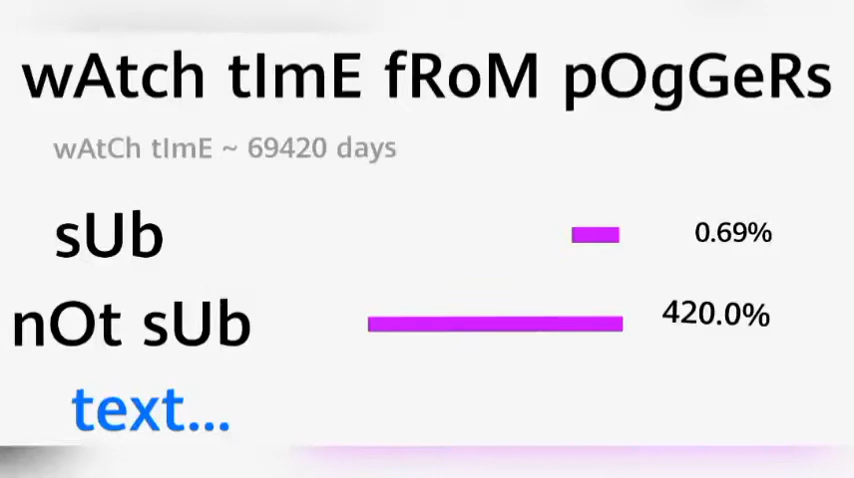 wAtch tImE fRoM pOgGeRs
wAtCh tImE ~ 69420 days
sUb 0.69%
nOt sUb 420.0%
text...